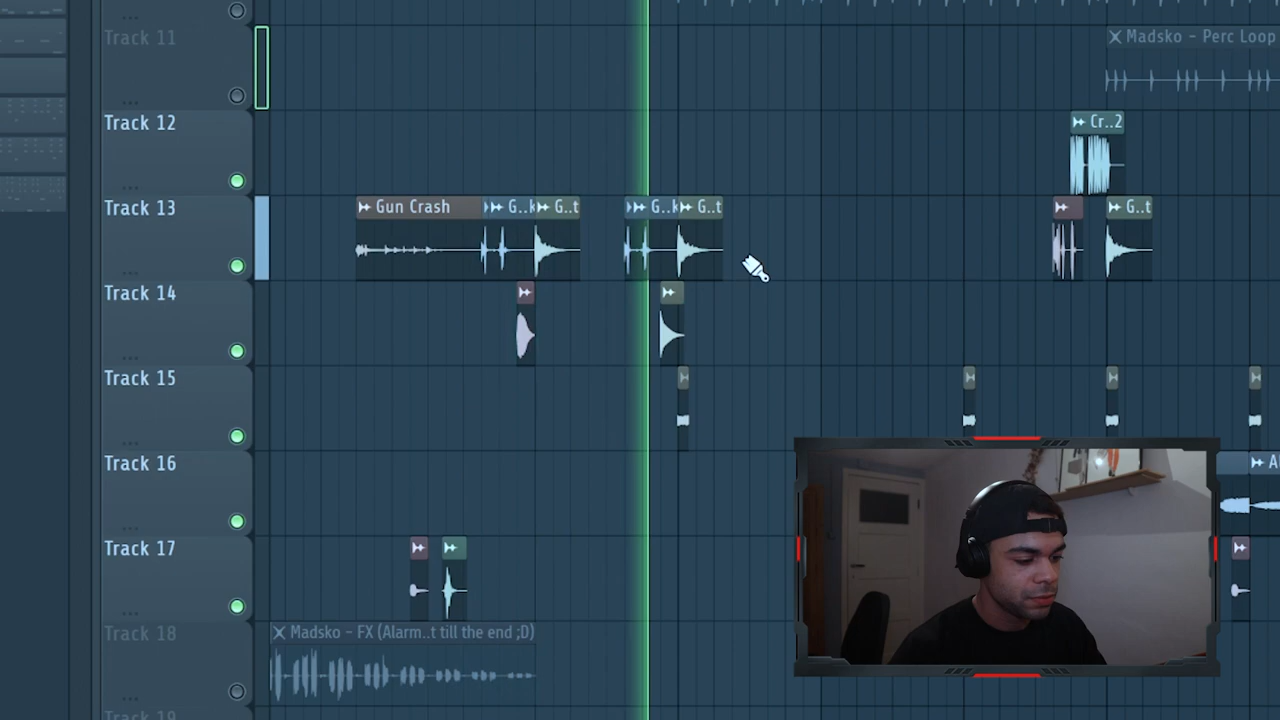 Track 11
Madsko - Perc Loop
Track 12
Cr..2
Track 13
Gun Crash
G..k
G..t
G..k
G..t
G..t
Track 14
Track 15
Track 16
Track 17
Track 18
Madsko - FX (Alarm..t till the end ;D)